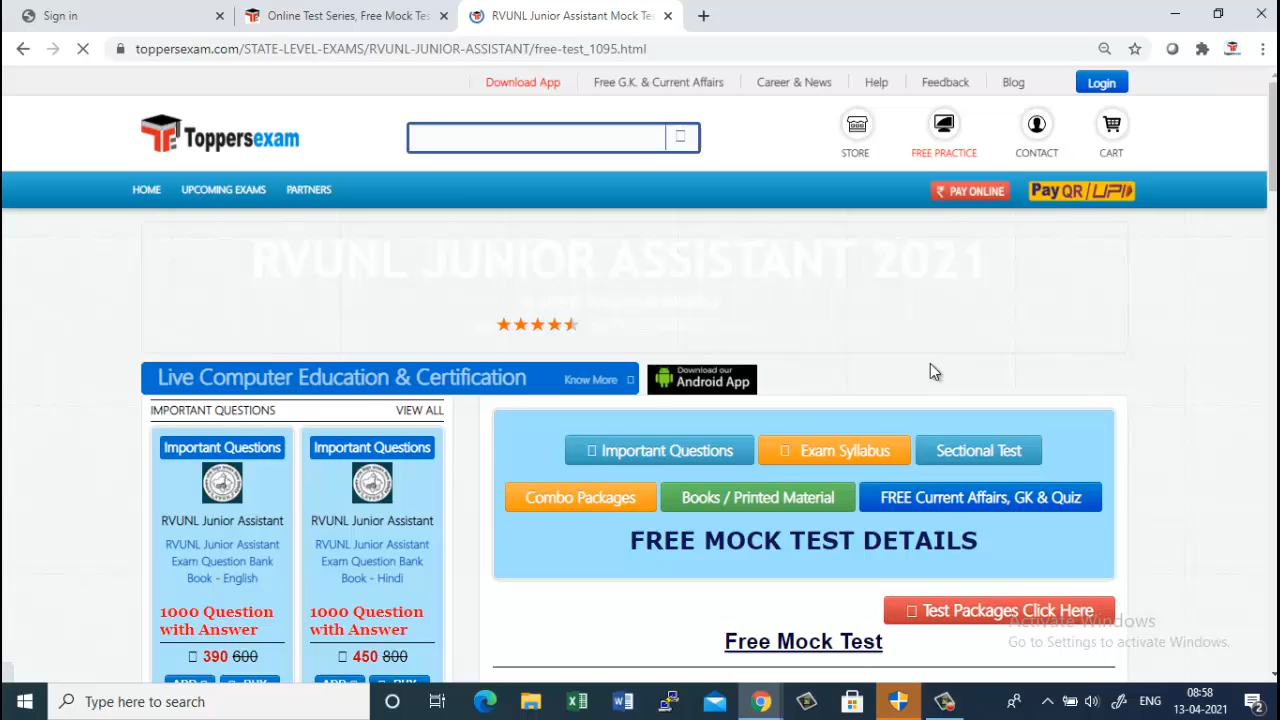 Sign in
Online Test Series, Free Mock Tes
RVUNL Junior Assistant Mock Tes
toppersexam.com/STATE-LEVEL-EXAMS/RVUNL-JUNIOR-ASSISTANT/free-test_1095.html
Download App
Free G.K. & Current Affairs
Career & News
Help
Feedback
Blog
Login
Toppersexam
STORE
FREE PRACTICE
CONTACT
CART
HOME
UPCOMING EXAMS
PARTNERS
₹ PAY ONLINE
Pay QR / UPI
RVUNL JUNIOR ASSISTANT 2021
Live Computer Education & Certification
Know More
Download our
Android App
IMPORTANT QUESTIONS
VIEW ALL
Important Questions
RVUNL Junior Assistant
RVUNL Junior Assistant
Exam Question Bank
Book - English
1000 Question
with Answer
390 600
Important Questions
RVUNL Junior Assistant
RVUNL Junior Assistant
Exam Question Bank
Book - Hindi
1000 Question
with Answer
450 800
Important Questions
Exam Syllabus
Sectional Test
Combo Packages
Books / Printed Material
FREE Current Affairs, GK & Quiz
FREE MOCK TEST DETAILS
Test Packages Click Here
Free Mock Test
Activate Windows
Go to Settings to activate Windows.
Type here to search
ENG
08:58
13-04-2021
2